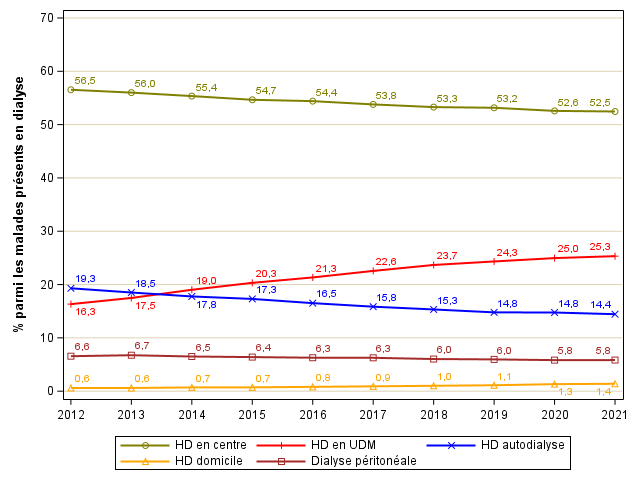 70
60
50
40
30
20
10
0
% parmi les malades présents en dialyse
56,5 56,0 55,4 54,7 54,4 53,8 53,3 53,2 52,6 52,5
16,3 17,5 19,0 20,3 21,3 22,6 23,7 24,3 25,0 25,3
19,3 18,5 17,8 17,3 16,5 15,8 15,3 14,8 14,8 14,4
6,6 6,7 6,5 6,4 6,3 6,3 6,0 6,0 5,8 5,8
0,6 0,6 0,7 0,7 0,8 0,9 1,0 1,1 1,3 1,4
2012 2013 2014 2015 2016 2017 2018 2019 2020 2021
HD en centre HD en UDM HD autodialyse
HD domicile Dialyse péritonéale